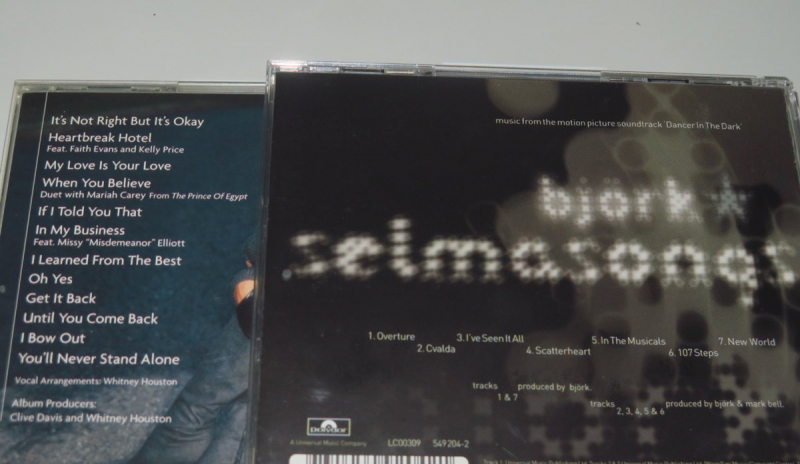 It's Not Right But It's Okay
Heartbreak Hotel
Feat. Faith Evans and Kelly Price
My Love Is Your Love
When You Believe
Duet with Mariah Carey From The Prince Of Egypt
If I Told You That
In My Business
Feat. Missy "Misdemeanor" Elliott
I Learned From The Best
Oh Yes
Get It Back
Until You Come Back
I Bow Out
You'll Never Stand Alone
Vocal Arrangements: Whitney Houston
Album Producers:
Clive Davis and Whitney Houston
music from the motion picture soundtrack 'Dancer In The Dark'
björk
selmasongs
1. Overture
2. Cvalda
3. I've Seen It All
4. Scatterheart
5. In The Musicals
6. 107 Steps
7. New World
tracks 1 & 7 produced by björk.
tracks 2, 3, 4, 5 & 6 produced by björk & mark bell.
Polydor
A Universal Music Company
LC00309 549 204-2